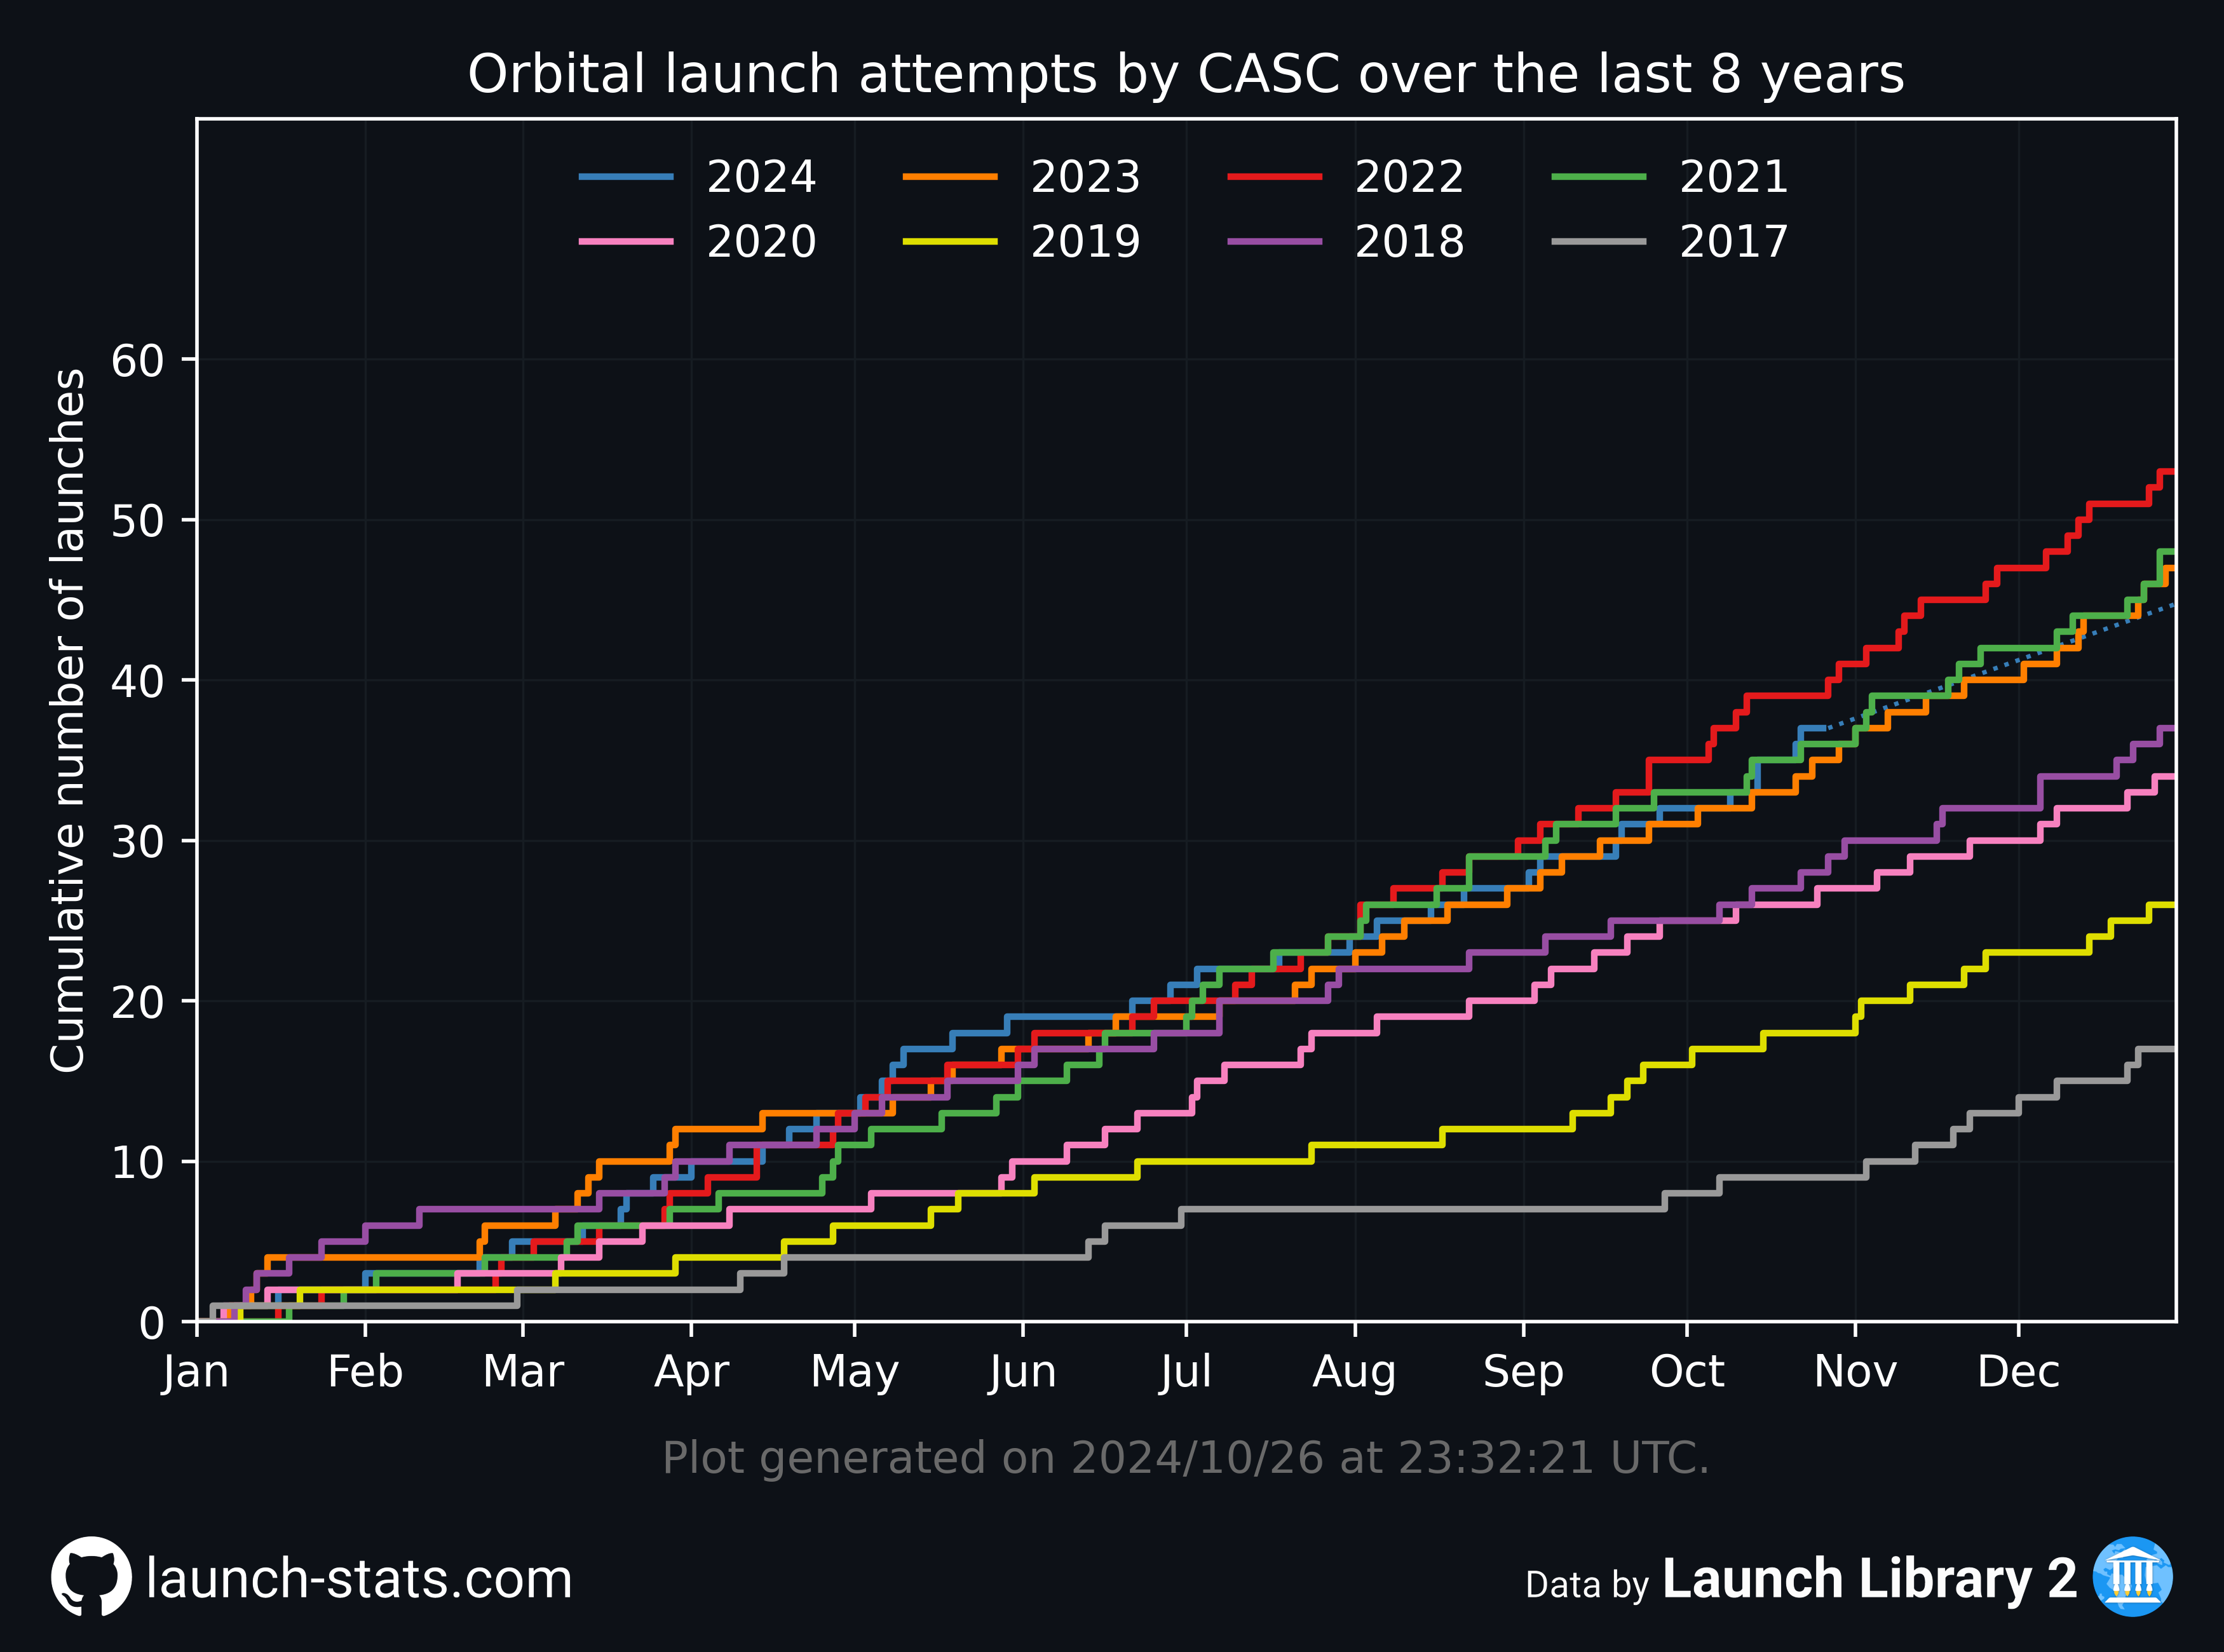 Orbital launch attempts by CASC over the last 8 years
2024 2023 2022 2021
2020 2019 2018 2017
Cumulative number of launches
60
50
40
30
20
10
0
Jan Feb Mar Apr May Jun Jul Aug Sep Oct Nov Dec
Plot generated on 2024/10/26 at 23:32:21 UTC.
launch-stats.com
Data by Launch Library 2